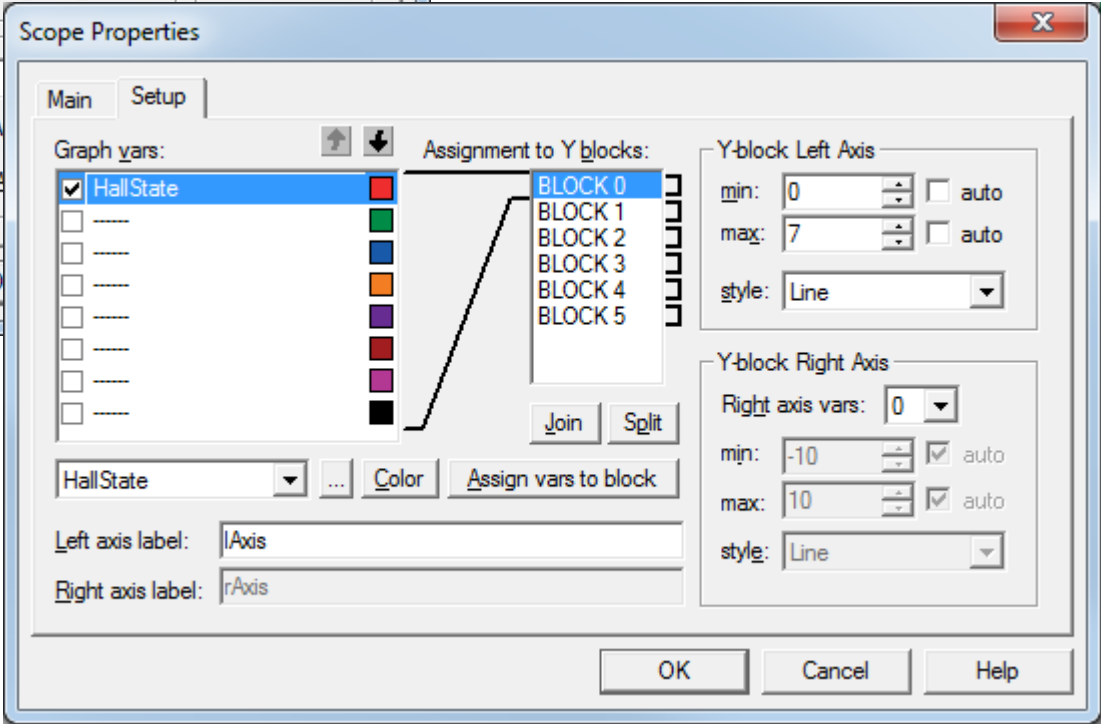 Scope Properties
X
Main Setup
Graph vars: Assignment to Y blocks: Y-block Left Axis
HallState BLOCK 0 min: 0 auto
------ BLOCK 1
------ BLOCK 2 max: 7 auto
------ BLOCK 3
------ BLOCK 4 style: Line
------ BLOCK 5
------
------
Y-block Right Axis
Join Split Right axis vars: 0
min: -10 auto
HallState ... Color Assign vars to block
max: 10 auto
Left axis label: lAxis style: Line
Right axis label: rAxis
OK Cancel Help